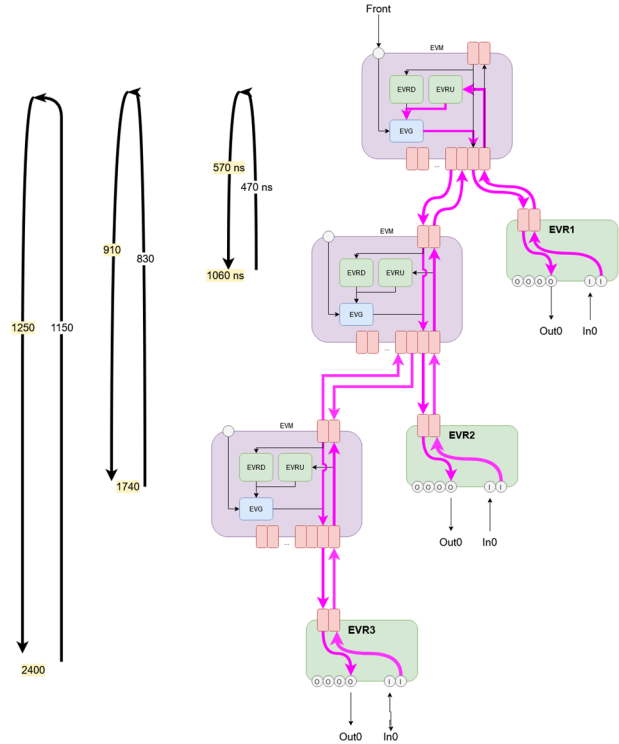 Front
EVM
EVRD
EVRU
EVG
...
570 ns
470 ns
1060 ns
910
830
1740
1250
1150
2400
EVR1
O O O O I I
Out0 In0
EVM
EVRD
EVRU
EVG
...
EVR2
O O O O I I
Out0 In0
EVM
EVRD
EVRU
EVG
...
EVR3
O O O O I I
Out0 In0